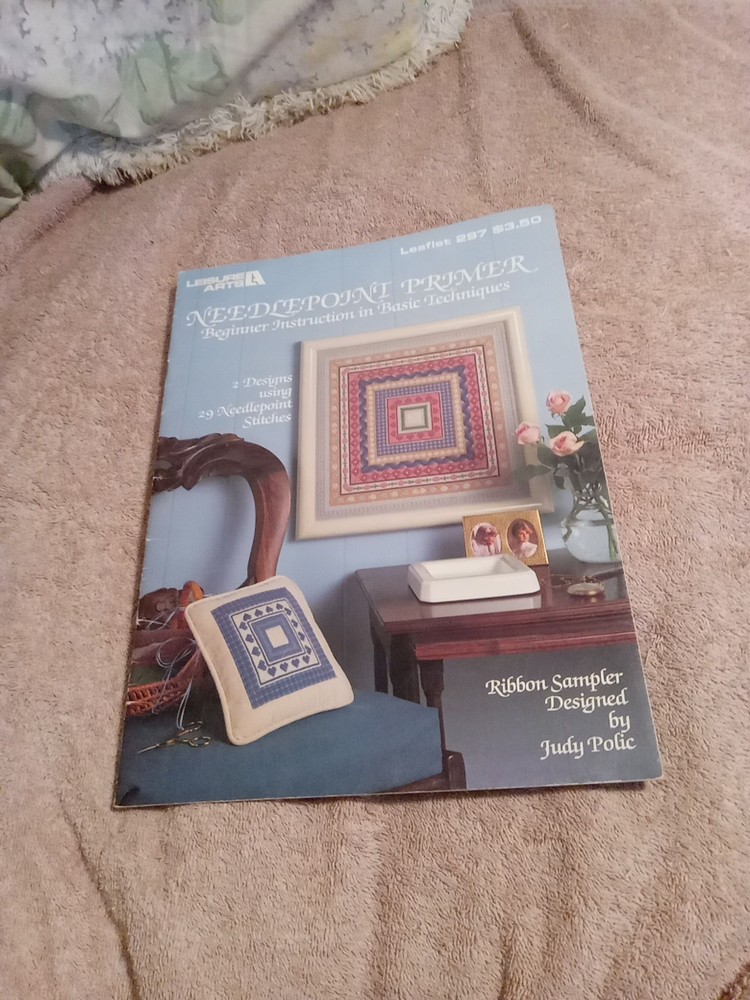 Leaflet 297 $3.50
LEISURE
ARTS LA
NEEDLEPOINT PRIMER
Beginner Instruction in Basic Techniques
2 Designs
using
29 Needlepoint
Stitches
Ribbon Sampler
Designed
by
Judy Polic